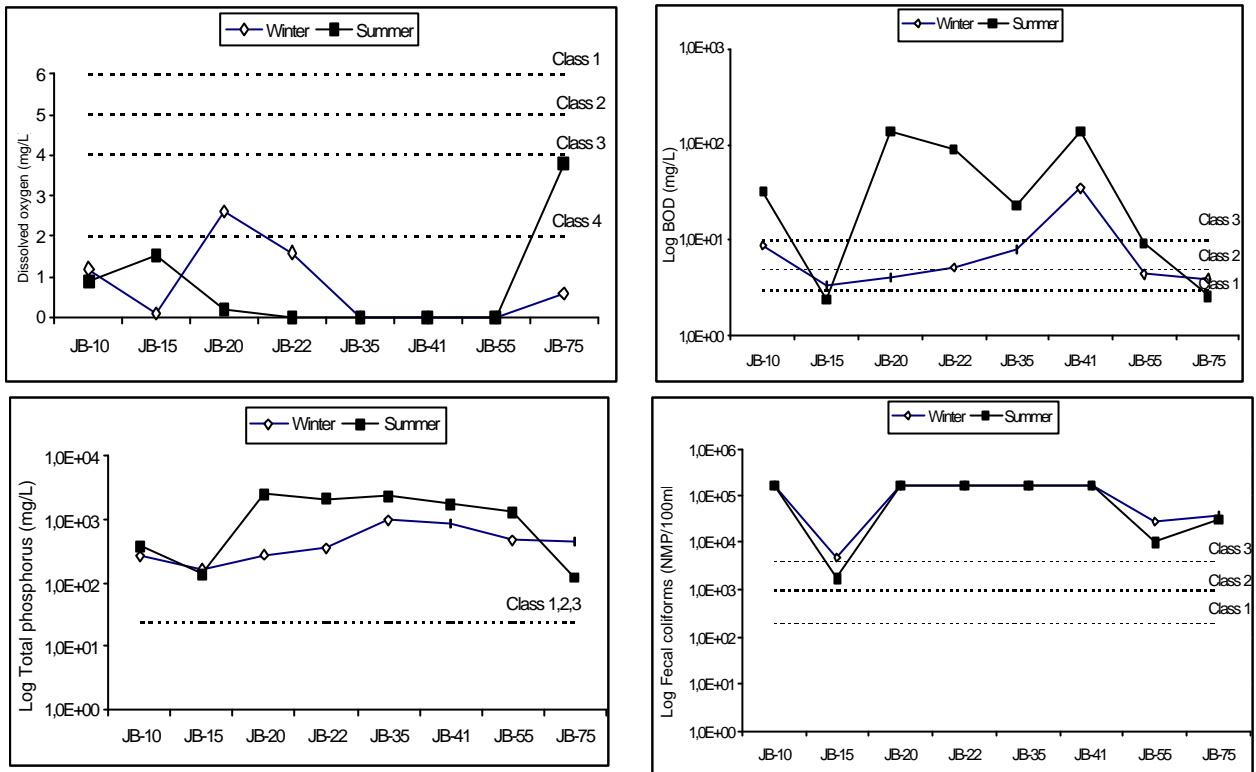 Winter Summer
Dissolved oxygen (mg/L
6
5
4
3
2
1
0
Class 1
Class 2
Class 3
Class 4
JB-10 JB-15 JB-20 JB-22 JB-35 JB-41 JB-55 JB-75
Winter Summer
Log BOD (mg/L)
1,0E+03
1,0E+02
1,0E+01
1,0E+00
Class 3
Class 2
Class 1
JB-10 JB-15 JB-20 JB-22 JB-35 JB-41 JB-55 JB-75
Winter Summer
Log Total phosphorus (mg/L)
1,0E+04
1,0E+03
1,0E+02
1,0E+01
1,0E+00
Class 1,2,3
JB-10 JB-15 JB-20 JB-22 JB-35 JB-41 JB-55 JB-75
Winter Summer
Log Fecal coliforms (NMP/100ml
1,0E+06
1,0E+05
1,0E+04
1,0E+03
1,0E+02
1,0E+01
1,0E+00
Class 3
Class 2
Class 1
JB-10 JB-15 JB-20 JB-22 JB-35 JB-41 JB-55 JB-75